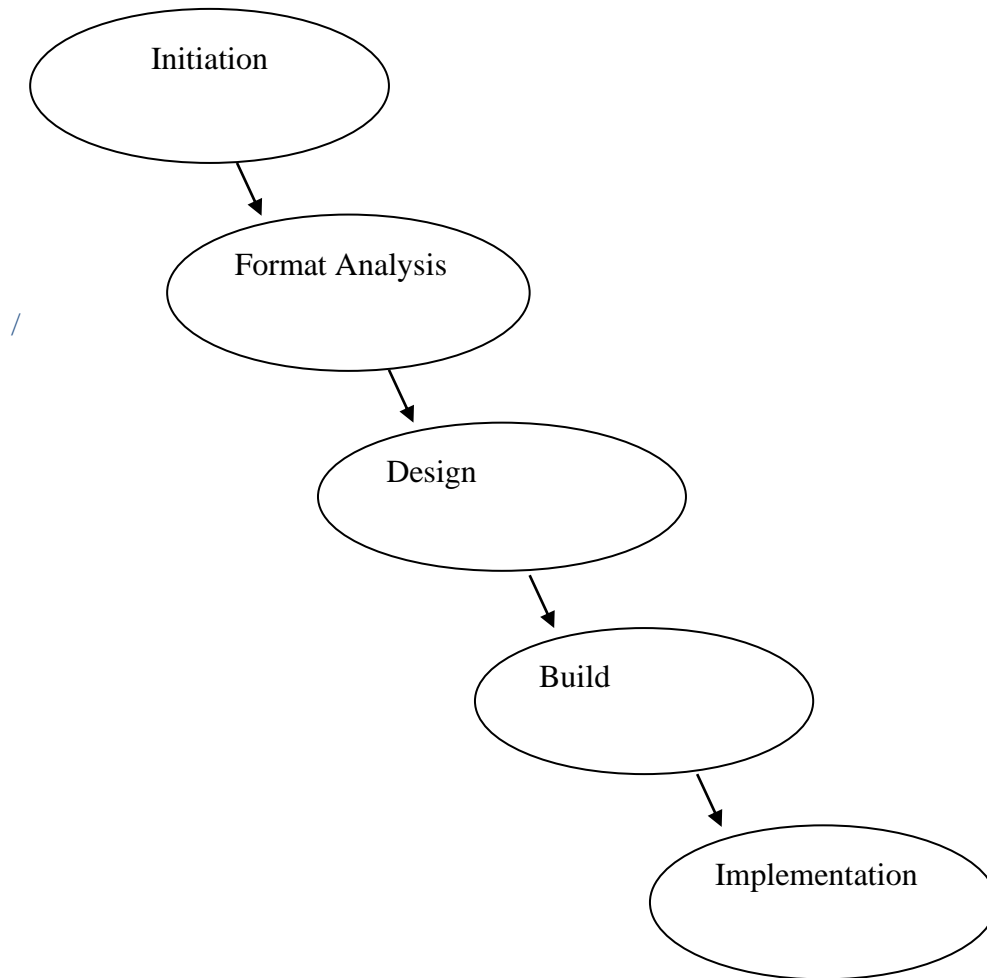 Initiation
Format Analysis
/
Design
Build
Implementation